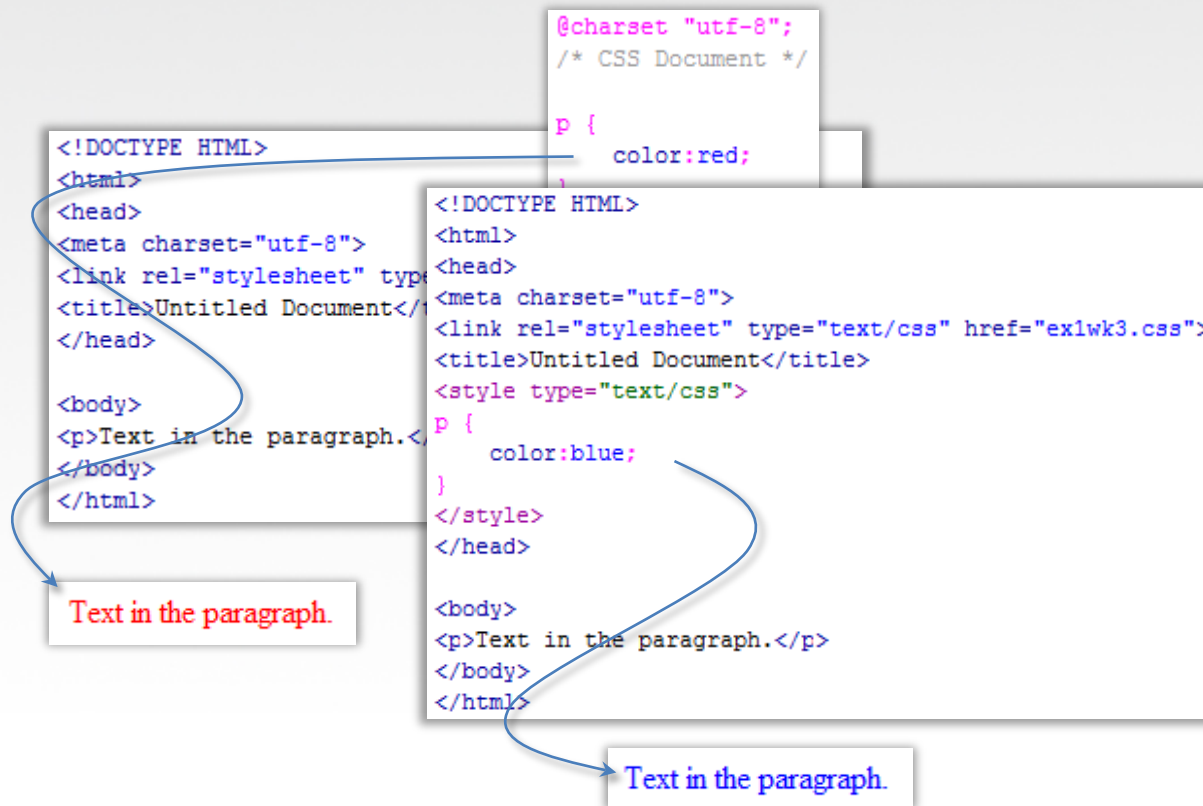 @charset "utf-8";
/* CSS Document */
p {
color:red;
}
<!DOCTYPE HTML>
<html>
<head>
<meta charset="utf-8">
<link rel="stylesheet"
<title>Untitled Document</
</head>
<body>
<p>Text in the paragraph.</
</body>
</html>
Text in the paragraph.
<!DOCTYPE HTML>
<html>
<head>
<meta charset="utf-8">
<link rel="stylesheet" type="text/css" href="ex1wk3.css">
<title>Untitled Document</title>
<style type="text/css">
p {
color:blue;
}
</style>
</head>
<body>
<p>Text in the paragraph.</p>
</body>
</html>
Text in the paragraph.